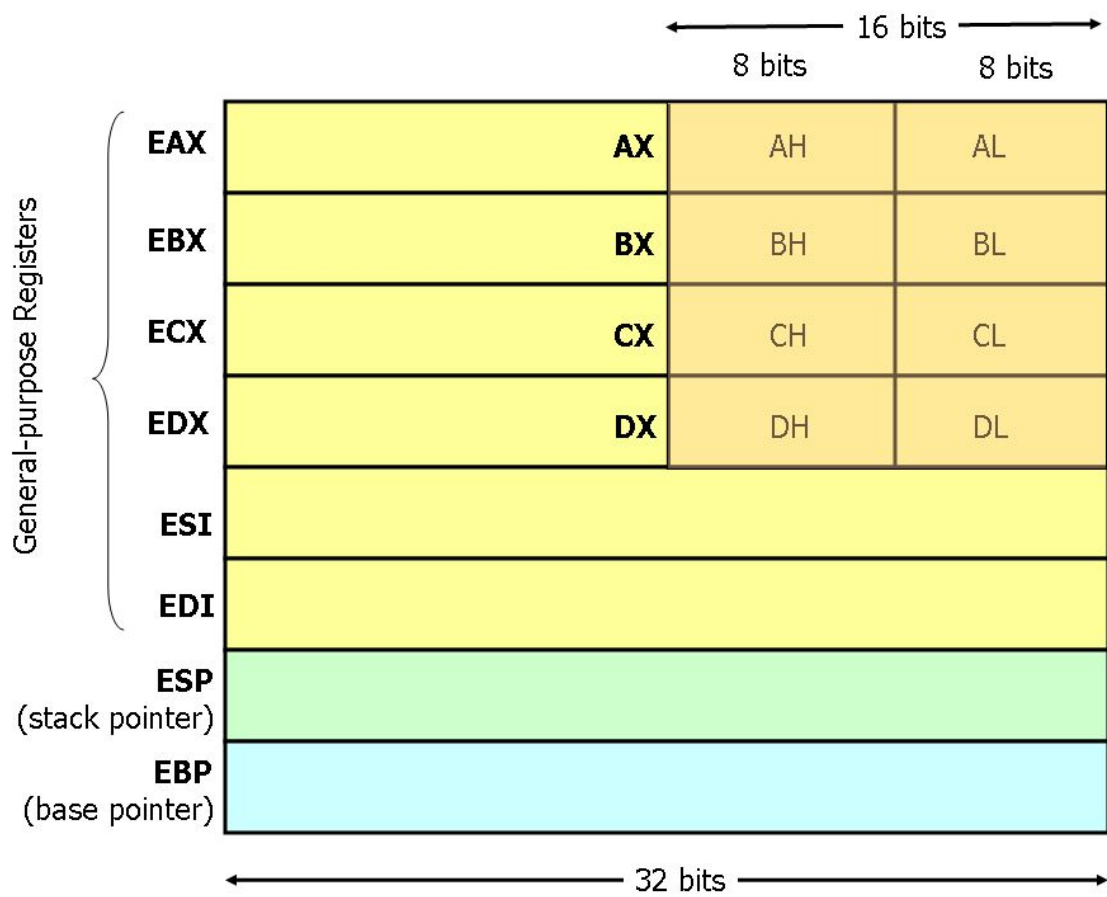 16 bits
8 bits 8 bits
EAX AX AH AL
EBX BX BH BL
ECX CX CH CL
EDX DX DH DL
General-purpose Registers
ESI
EDI
ESP
(stack pointer)
EBP
(base pointer)
32 bits